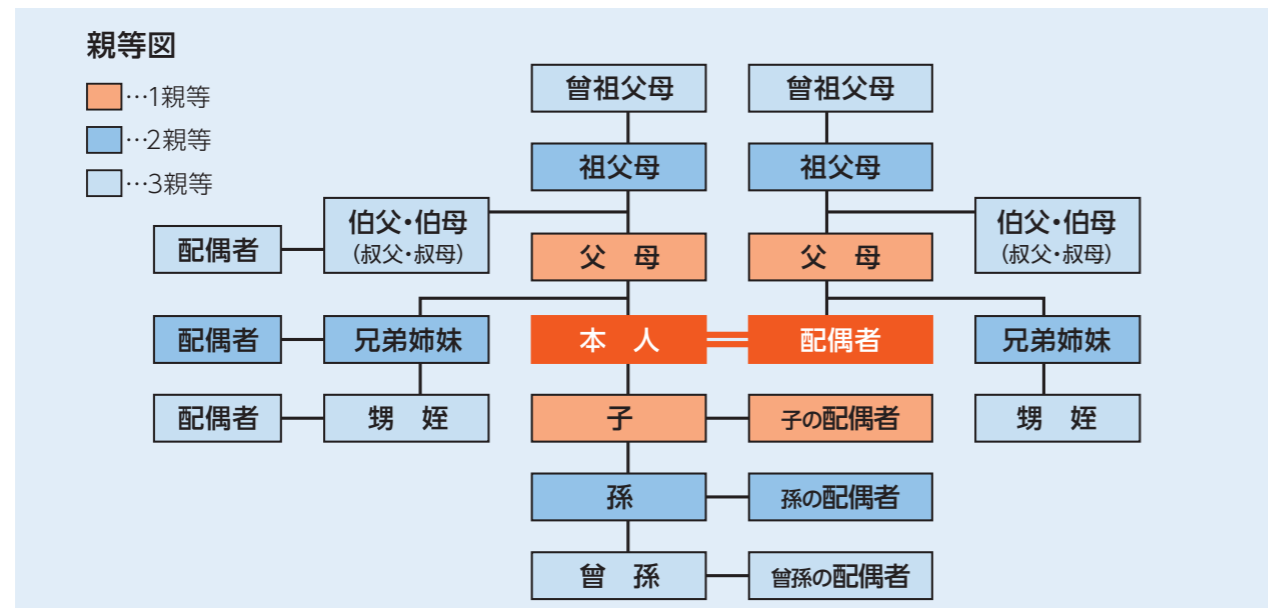 親等図
…1親等
…2親等
…3親等
曾祖父母
曾祖父母
祖父母
祖父母
配偶者
伯父・伯母
(叔父・叔母)
父 母
父 母
伯父・伯母
(叔父・叔母)
配偶者
兄弟姉妹
本 人
配偶者
兄弟姉妹
配偶者
甥 姪
子
子の配偶者
甥 姪
孫
孫の配偶者
曾 孫
曾孫の配偶者